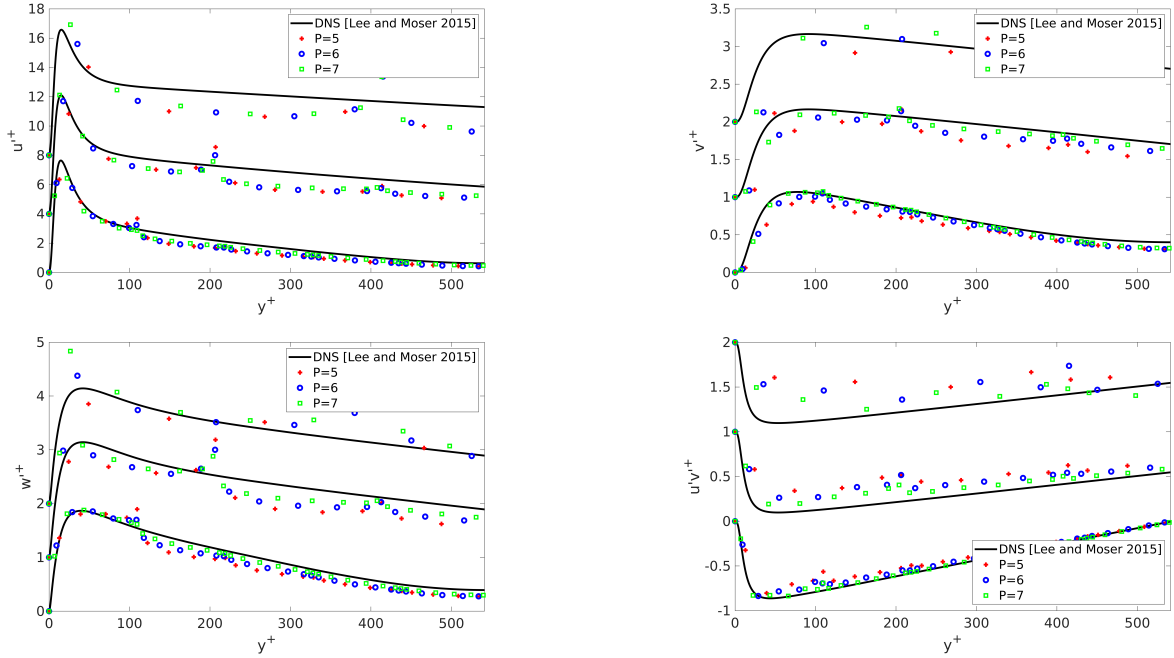 18
16
14
12
10
8
6
4
2
0
u'+
0 100 200 300 400 500
y+
DNS [Lee and Moser 2015]
P=5
P=6
P=7
3.5
3
2.5
2
1.5
1
0.5
0
v'+
0 100 200 300 400 500
y+
DNS [Lee and Moser 2015]
P=5
P=6
P=7
5
4
3
2
1
0
w'+
0 100 200 300 400 500
y+
DNS [Lee and Moser 2015]
P=5
P=6
P=7
2
1.5
1
0.5
0
-0.5
-1
u'v'+
0 100 200 300 400 500
y+
DNS [Lee and Moser 2015]
P=5
P=6
P=7